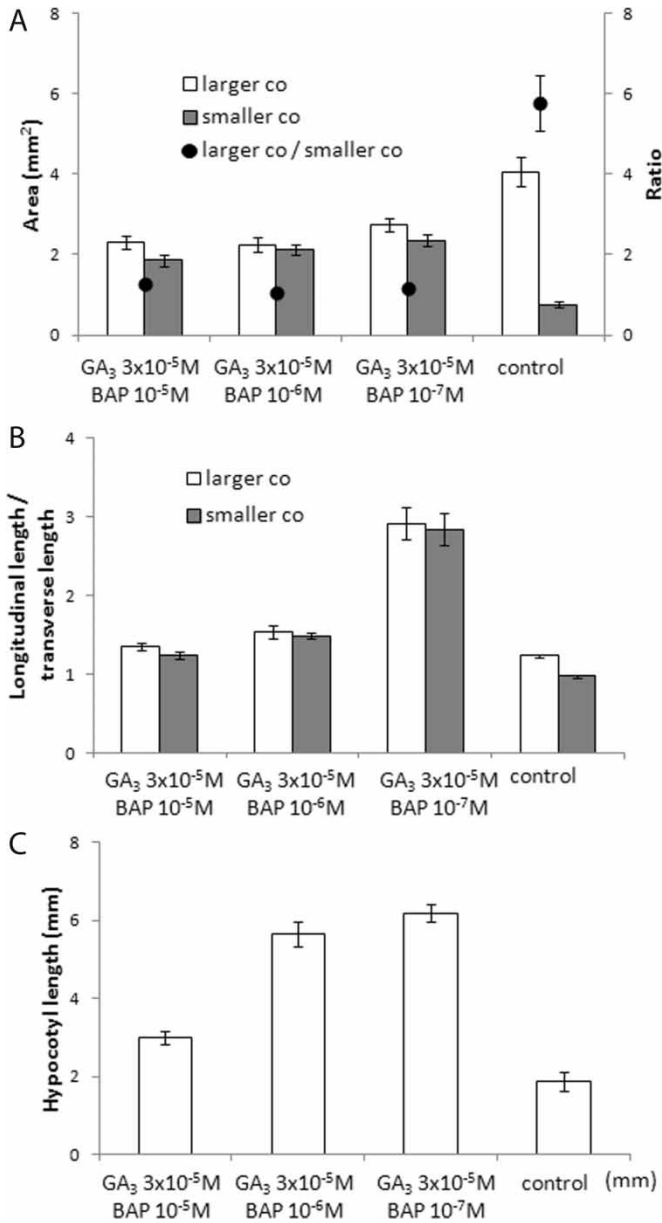 A
8
6
4
2
0
Area (mm²)
larger co
smaller co
larger co / smaller co
8
6
4
2
0
Ratio
GA₃ 3x10⁻⁵M
BAP 10⁻⁵M
GA₃ 3x10⁻⁵M
BAP 10⁻⁶M
GA₃ 3x10⁻⁵M
BAP 10⁻⁷M
control
B
4
3
2
1
0
Longitudinal length/
transverse length
larger co
smaller co
GA₃ 3x10⁻⁵M
BAP 10⁻⁵M
GA₃ 3x10⁻⁵M
BAP 10⁻⁶M
GA₃ 3x10⁻⁵M
BAP 10⁻⁷M
control
C
8
6
4
2
0
Hypocotyl length (mm)
GA₃ 3x10⁻⁵M
BAP 10⁻⁵M
GA₃ 3x10⁻⁵M
BAP 10⁻⁶M
GA₃ 3x10⁻⁵M
BAP 10⁻⁷M
control
(mm)